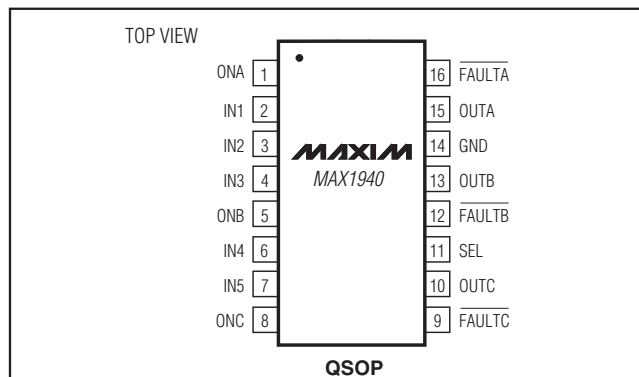 TOP VIEW
ONA 1
IN1 2
IN2 3
IN3 4
ONB 5
IN4 6
IN5 7
ONC 8
MAXIM
MAX1940
16 FAULTA
15 OUTA
14 GND
13 OUTB
12 FAULTB
11 SEL
10 OUTC
9 FAULTC
QSOP